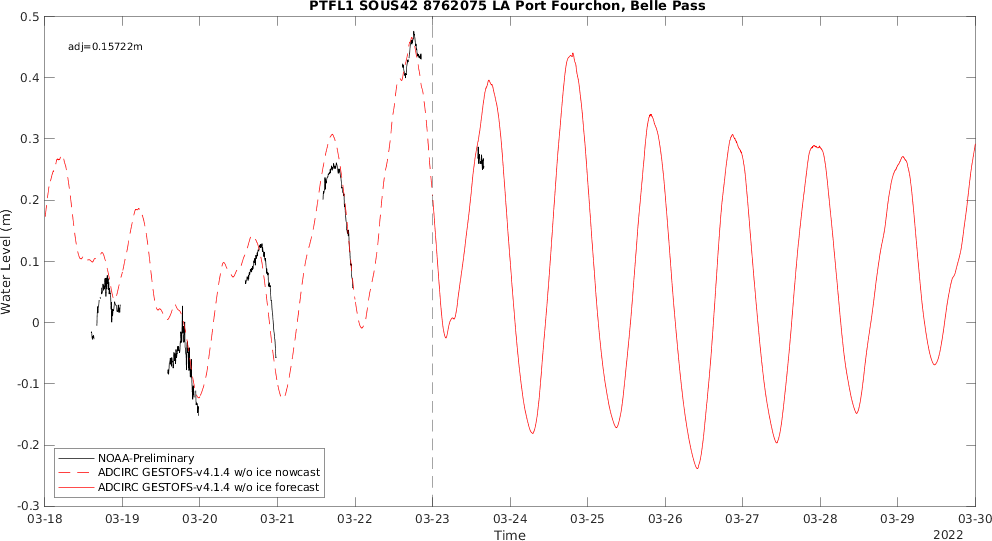 PTFL1 SOUS42 8762075 LA Port Fourchon, Belle Pass
0.5
adj=0.15722m
0.4
0.3
0.2
0.1
0
-0.1
-0.2
-0.3
Water Level (m)
NOAA-Preliminary
ADCIRC GESTOFS-v4.1.4 w/o ice nowcast
ADCIRC GESTOFS-v4.1.4 w/o ice forecast
03-18 03-19 03-20 03-21 03-22 03-23 03-24 03-25 03-26 03-27 03-28 03-29 03-30
Time
2022